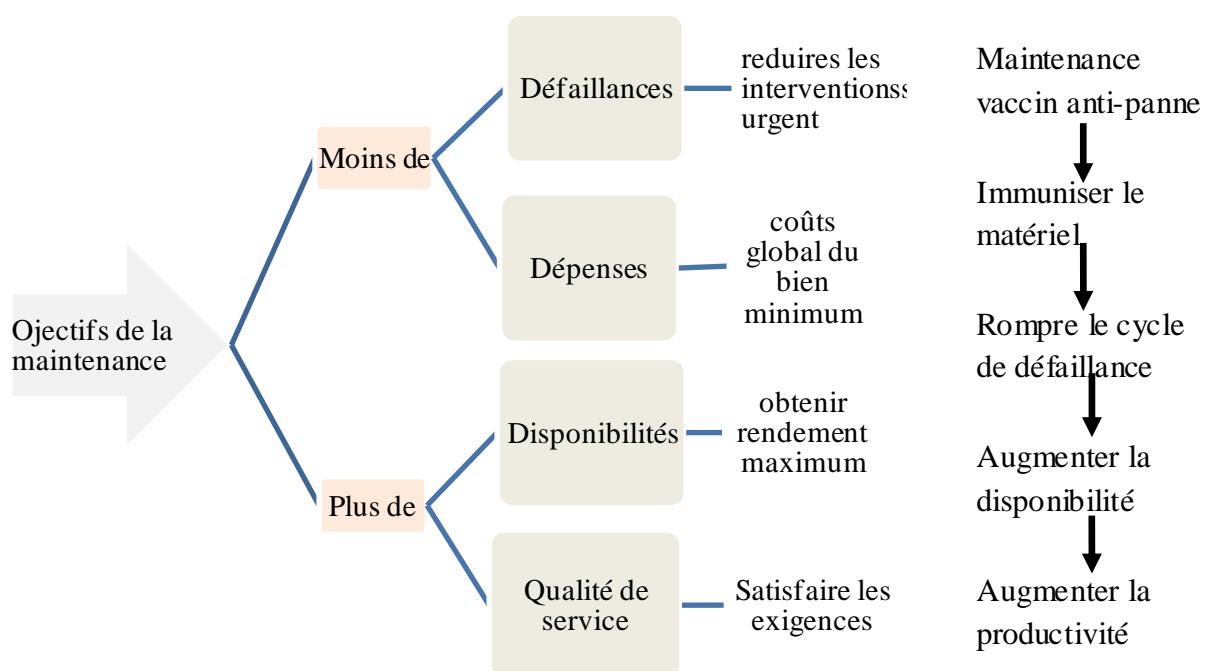 Ojectifs de la
maintenance
Moins de
Défaillances
reduires les
interventionss
urgent
Dépenses
coûts
global du
bien
minimum
Plus de
Disponibilités
obtenir
rendement
maximum
Qualité de
service
Satisfaire les
exigences
Maintenance
vaccin anti-panne
Immuniser le
matériel
Rompre le cycle
de défaillance
Augmenter la
disponibilité
Augmenter la
productivité